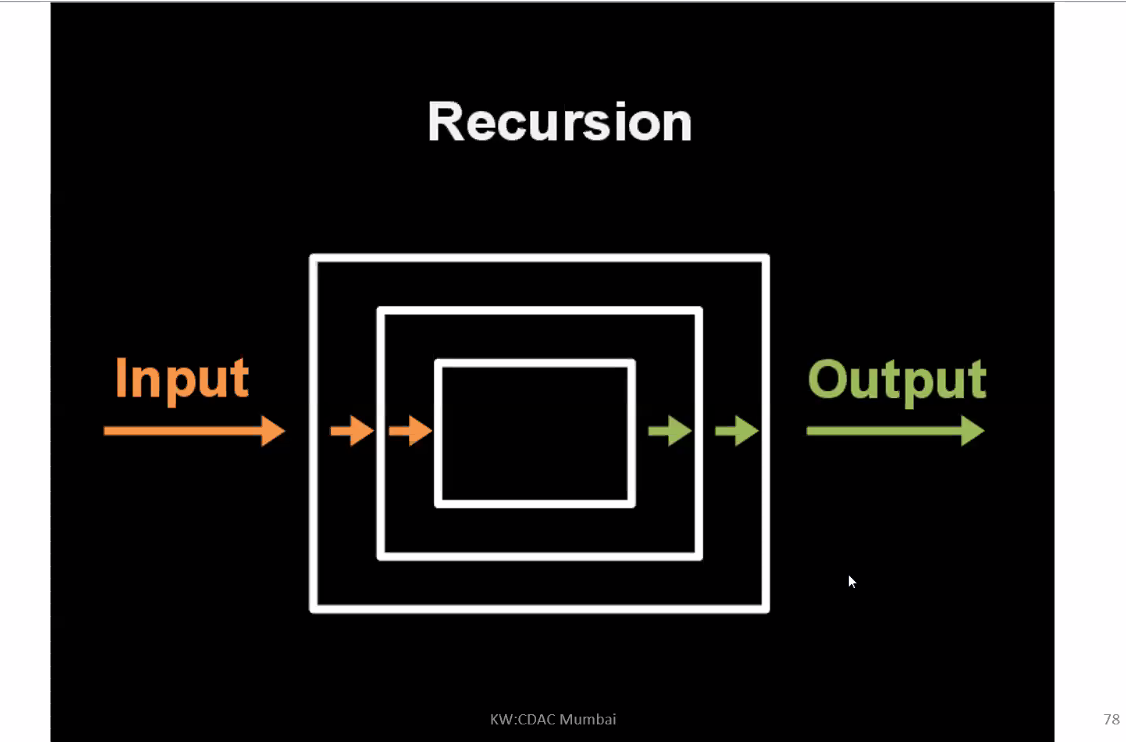 Recursion
Input
Output
KW:CDAC Mumbai
78